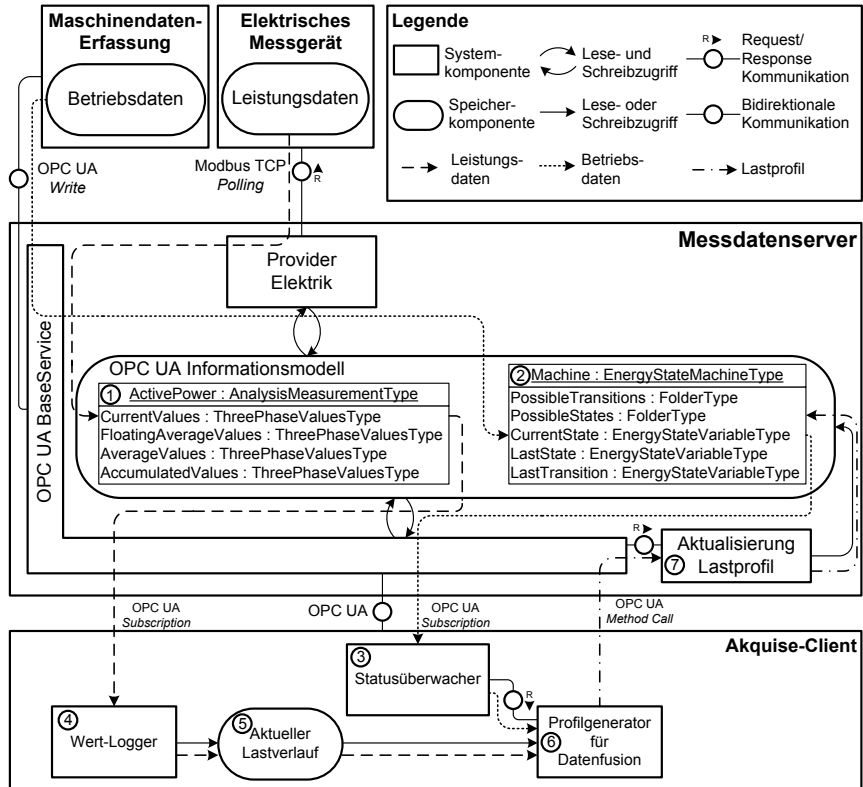 Maschinendaten-
Erfassung
Betriebsdaten
Elektrisches
Messgerät
Leistungsdaten
Legende
System-
komponente
Lese- und
Schreibzugriff
R
Request/
Response
Kommunikation
Speicher-
komponente
Lese- oder
Schreibzugriff
Bidirektionale
Kommunikation
Leistungs-
daten
Betriebs-
daten
Lastprofil
OPC UA
Write
Modbus TCP
Polling
R
Messdatenserver
Provider
Elektrik
OPC UA BaseService
OPC UA Informationsmodell
1 ActivePower : AnalysisMeasurementType
CurrentValues : ThreePhaseValuesType
FloatingAverageValues : ThreePhaseValuesType
AverageValues : ThreePhaseValuesType
AccumulatedValues : ThreePhaseValuesType
2 Machine : EnergyStateMachineType
PossibleTransitions : FolderType
PossibleStates : FolderType
CurrentState : EnergyStateVariableType
LastState : EnergyStateVariableType
LastTransition : EnergyStateVariableType
R
Aktualisierung
7 Lastprofil
OPC UA
Subscription
OPC UA
OPC UA
Subscription
OPC UA
Method Call
Akquise-Client
3
Statusüberwacher
R
4
Wert-Logger
5
Aktueller
Lastverlauf
Profilgenerator
6 für
Datenfusion